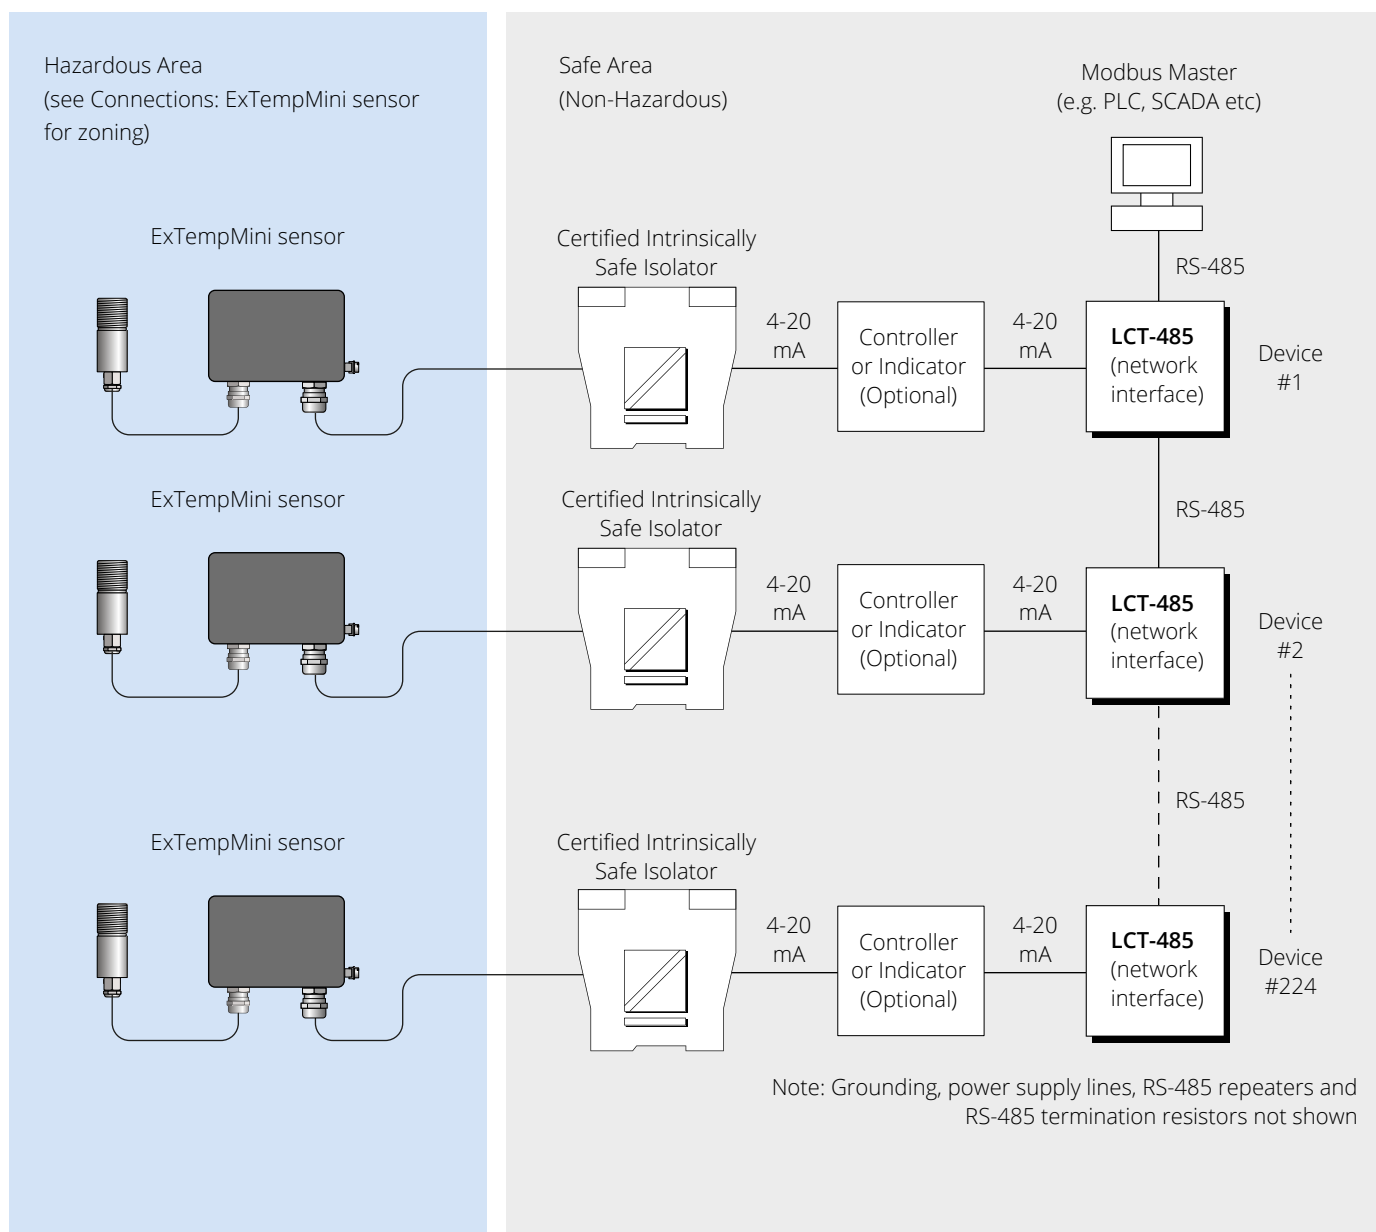 Hazardous Area
(see Connections: ExTempMini sensor
for zoning)
Safe Area
(Non-Hazardous)
Modbus Master
(e.g. PLC, SCADA etc)
RS-485
ExTempMini sensor
Certified Intrinsically
Safe Isolator
4-20
mA
Controller
or Indicator
(Optional)
4-20
mA
LCT-485
(network
interface)
Device
#1
RS-485
ExTempMini sensor
Certified Intrinsically
Safe Isolator
4-20
mA
Controller
or Indicator
(Optional)
4-20
mA
LCT-485
(network
interface)
Device
#2
RS-485
ExTempMini sensor
Certified Intrinsically
Safe Isolator
4-20
mA
Controller
or Indicator
(Optional)
4-20
mA
LCT-485
(network
interface)
Device
#224
Note: Grounding, power supply lines, RS-485 repeaters and
RS-485 termination resistors not shown